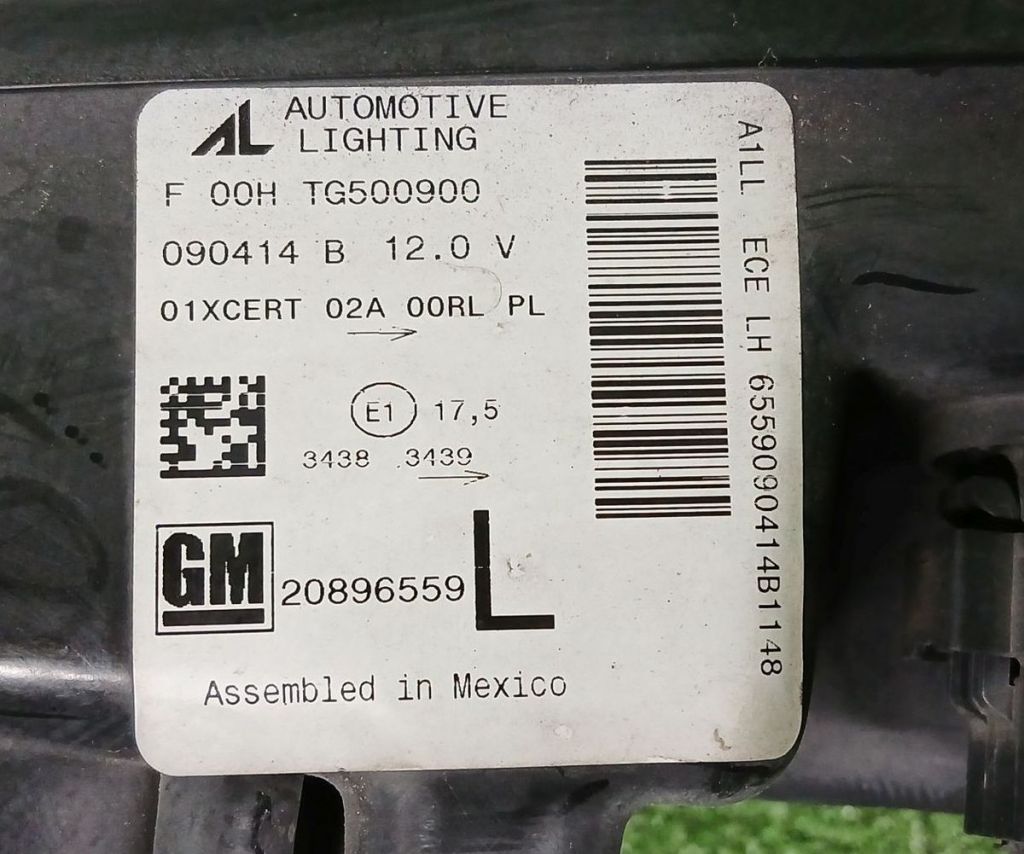 AL AUTOMOTIVE
LIGHTING
F 00H TG500900
090414 B 12.0 V
01XCERT 02A 00RL PL
E1 17,5
3438 3439
GM 20896559 L
Assembled in Mexico
A1LL ECE LH 6559090414B1148